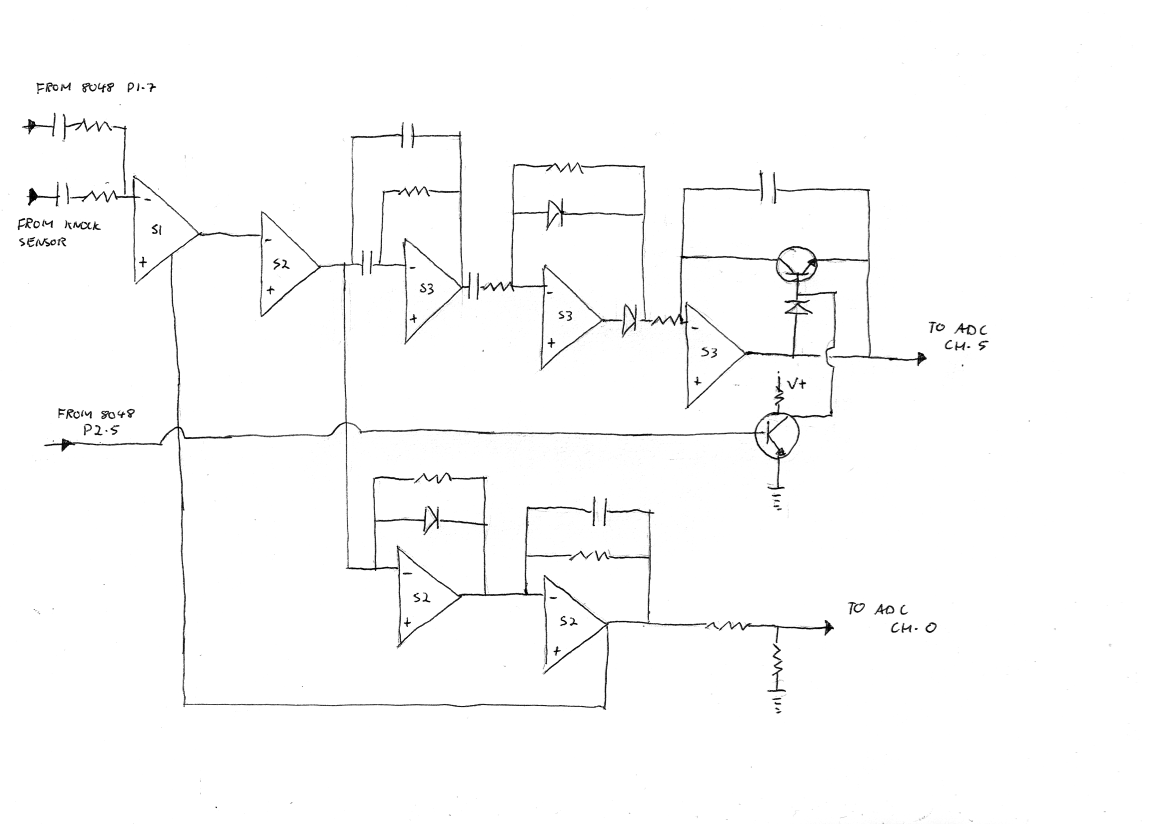 FROM 8048 P1-7
FROM KNOCK
SENSOR
-
S1
+
-
S2
+
-
S3
+
-
S3
+
-
S3
+
TO ADC
CH-5
V+
FROM 8048
P2-5
-
S2
+
-
S2
+
TO ADC
CH-0